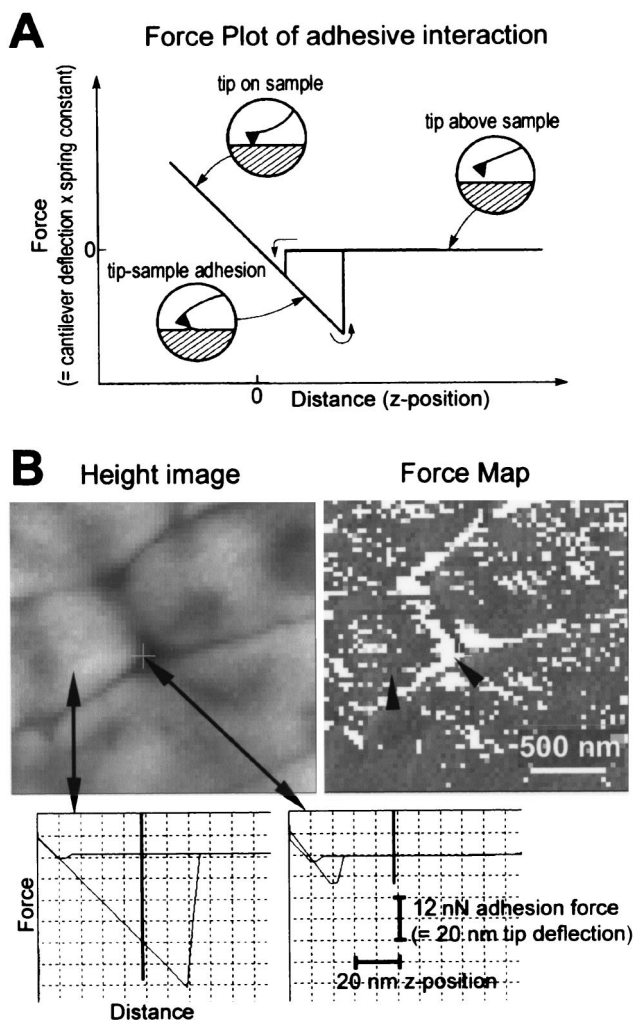 A
Force Plot of adhesive interaction
tip on sample
tip above sample
Force
(= cantilever deflection x spring constant)
0
tip-sample adhesion
0
Distance (z-position)
B
Height image
Force Map
500 nm
Force
Distance
12 nN adhesion force
(= 20 nm tip deflection)
20 nm z-position